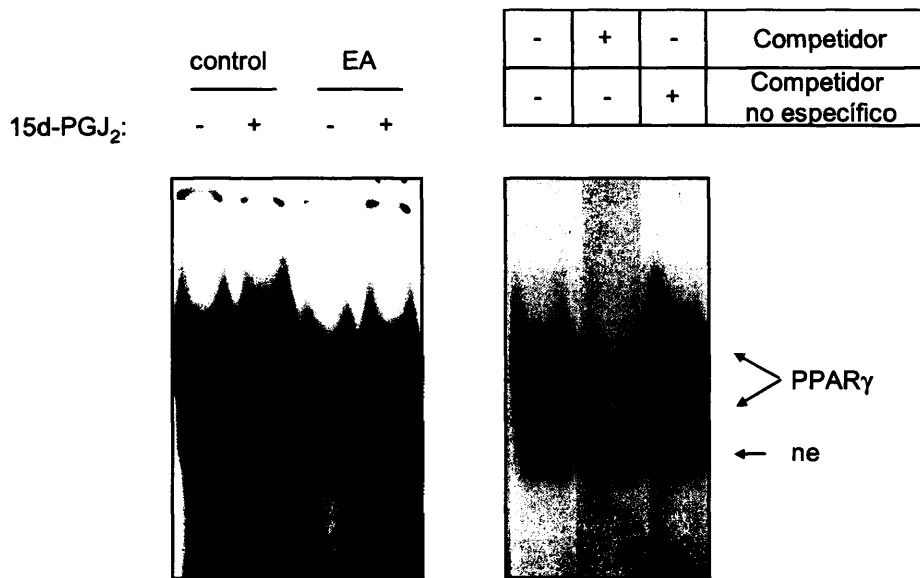 control EA
15d-PGJ₂: - + - +
- + - Competidor
- - + Competidor
no específico
PPARγ
ne